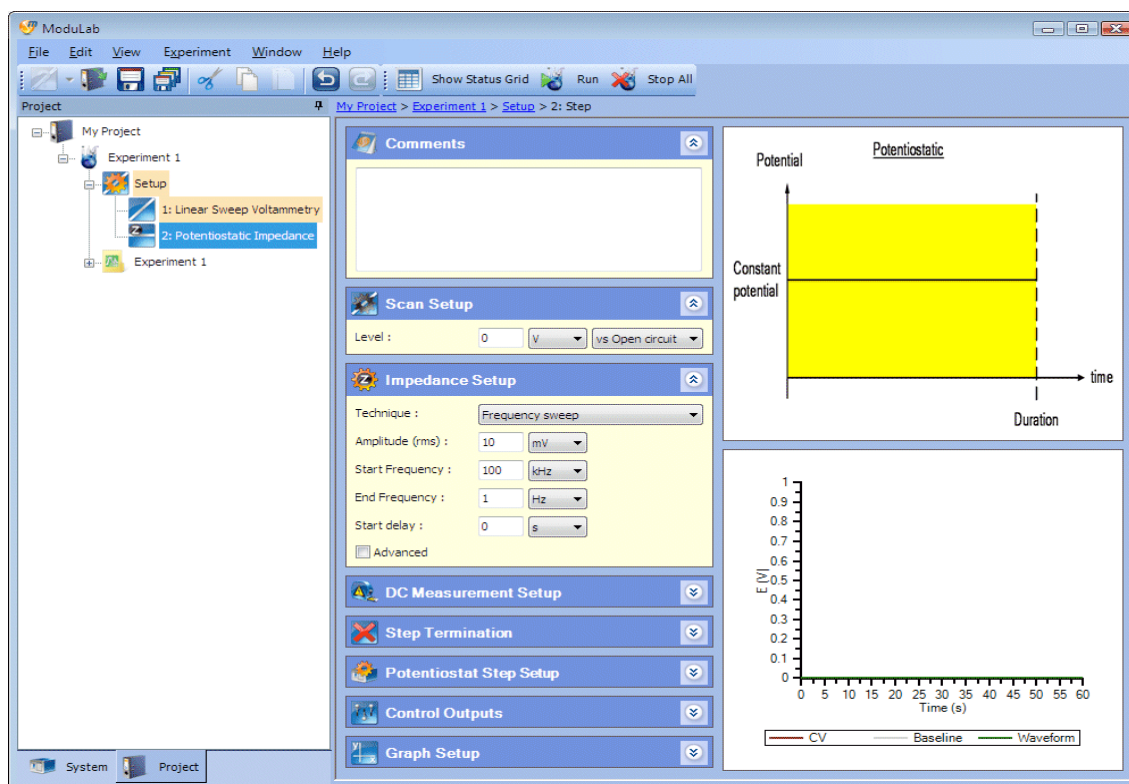 ModuLab
File Edit View Experiment Window Help
Show Status Grid Run Stop All
Project
My Project > Experiment 1 > Setup > 2: Step
My Project
Experiment 1
Setup
1: Linear Sweep Voltammetry
2: Potentiostatic Impedance
Experiment 1
Comments
Scan Setup
Level : 0 V vs Open circuit
Impedance Setup
Technique : Frequency sweep
Amplitude (rms) : 10 mV
Start Frequency : 100 kHz
End Frequency : 1 Hz
Start delay : 0 s
Advanced
DC Measurement Setup
Step Termination
Potentiostat Step Setup
Control Outputs
Graph Setup
Potentiostatic
Potential
Constant
potential
time
Duration
1
0.9
0.8
0.7
0.6
0.5
0.4
0.3
0.2
0.1
0
E (V)
0 5 10 15 20 25 30 35 40 45 50 55 60
Time (s)
CV Baseline Waveform
System Project